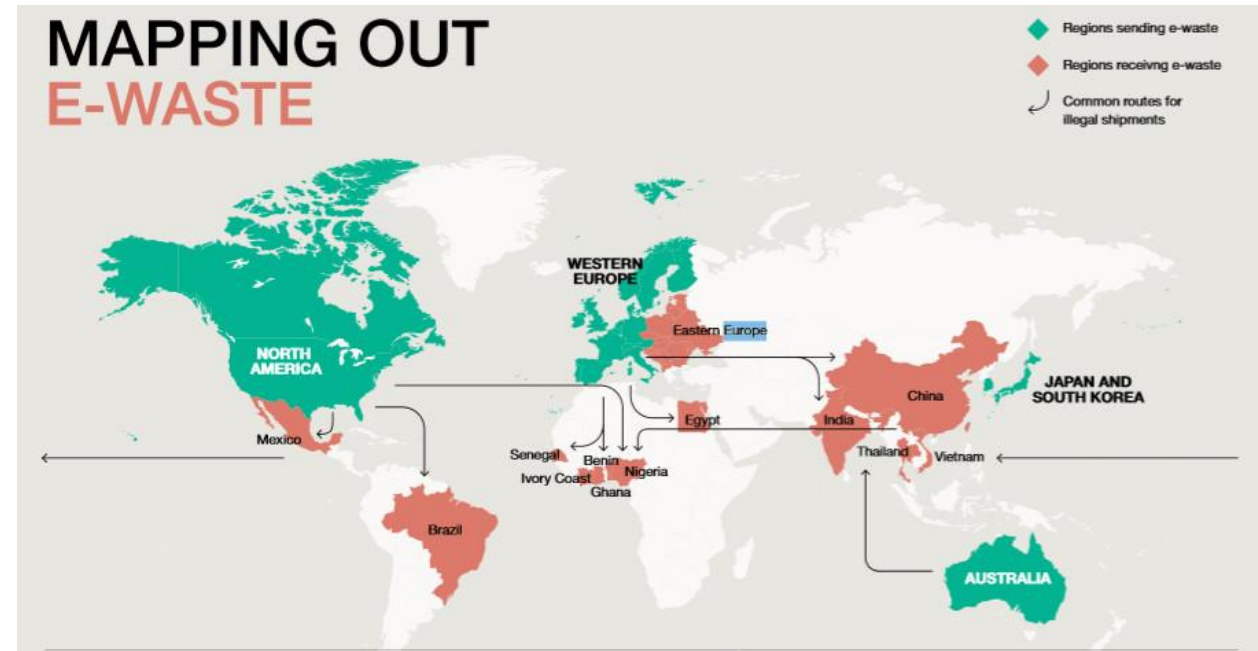 MAPPING OUT
E-WASTE
Regions sending e-waste
Regions receivng e-waste
Common routes for
illegal shipments
WESTERN
EUROPE
Eastern Europe
NORTH
AMERICA
JAPAN AND
SOUTH KOREA
China
Mexico
Egypt
India
Senegal
Benin
Nigeria
Thailand
Vietnam
Ivory Coast
Ghana
Brazil
AUSTRALIA